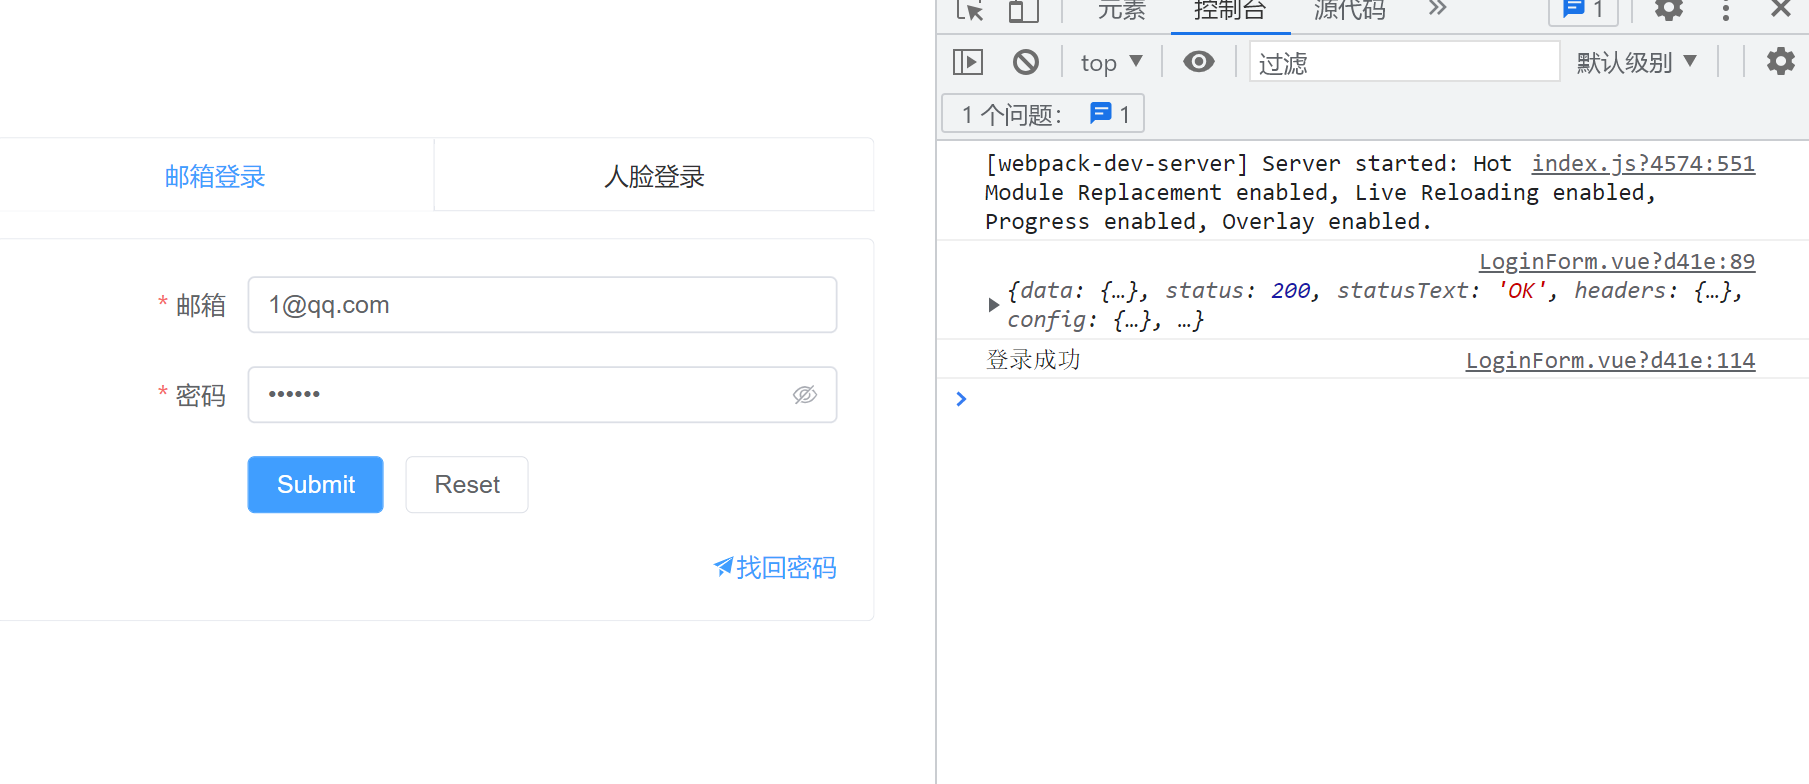 邮箱登录
人脸登录
* 邮箱
1@qq.com
* 密码
••••••
Submit
Reset
找回密码
元素
控制台
源代码
1
top
过滤
默认级别
1 个问题：
1
[webpack-dev-server] Server started: Hot index.js?4574:551
Module Replacement enabled, Live Reloading enabled,
Progress enabled, Overlay enabled.
LoginForm.vue?d41e:89
{data: {…}, status: 200, statusText: 'OK', headers: {…},
config: {…}, …}
登录成功 LoginForm.vue?d41e:114